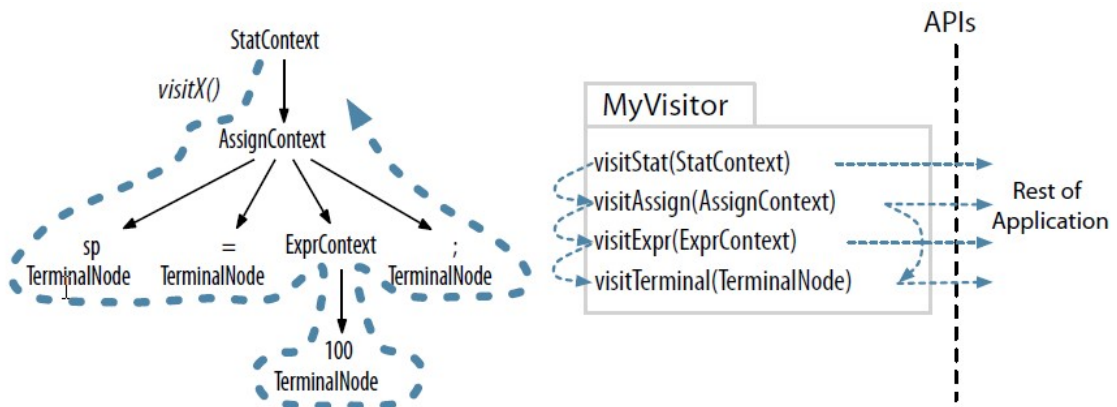 StatContext
visitX()
AssignContext
sp
TerminalNode
=
TerminalNode
ExprContext
;
TerminalNode
100
TerminalNode
MyVisitor
visitStat(StatContext)
visitAssign(AssignContext)
visitExpr(ExprContext)
visitTerminal(TerminalNode)
APIs
Rest of
Application